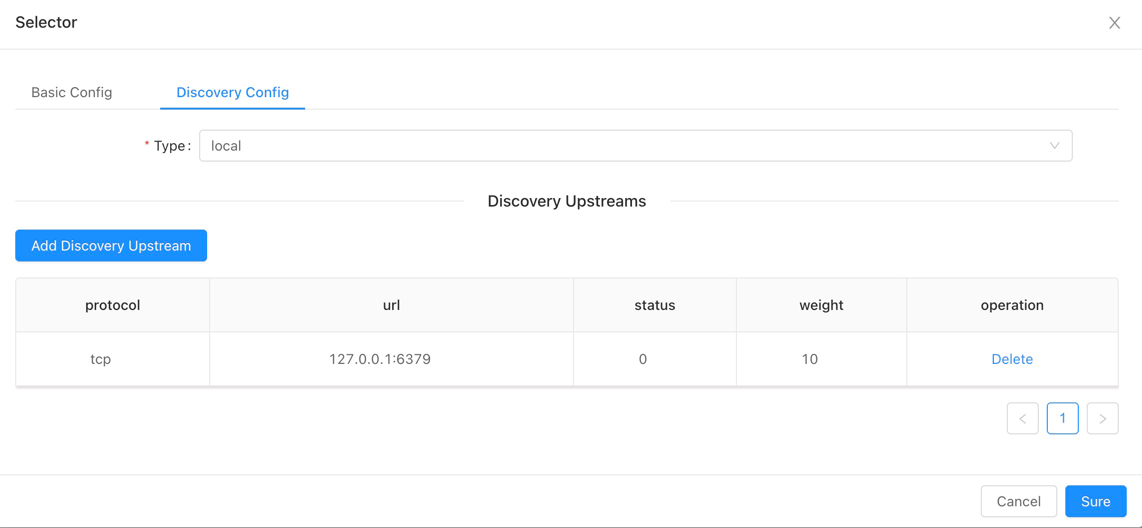 Selector
Basic Config Discovery Config
* Type: local
Discovery Upstreams
Add Discovery Upstream
protocol url status weight operation
tcp 127.0.0.1:6379 0 10 Delete
< 1 >
Cancel Sure